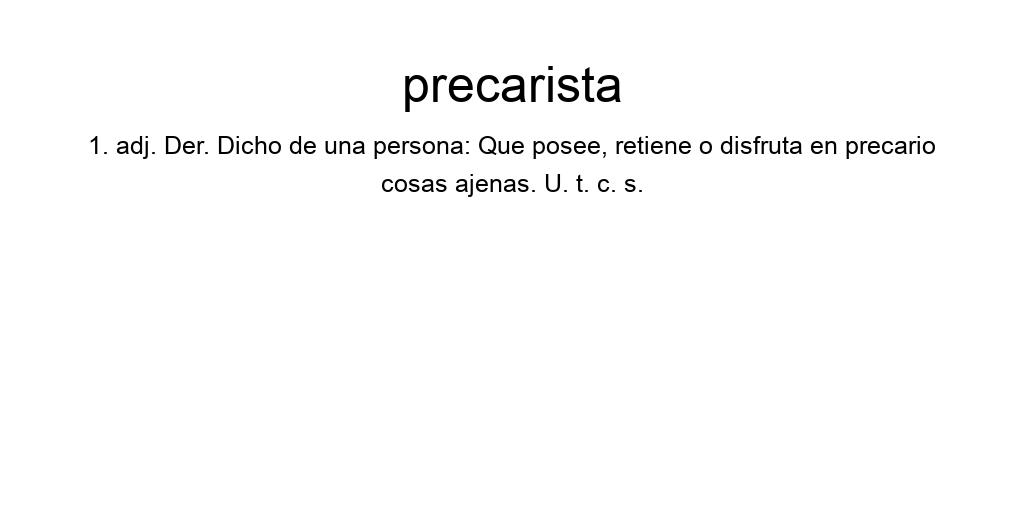 precarista
1. adj. Der. Dicho de una persona: Que posee, retiene o disfruta en precario
cosas ajenas. U. t. c. s.